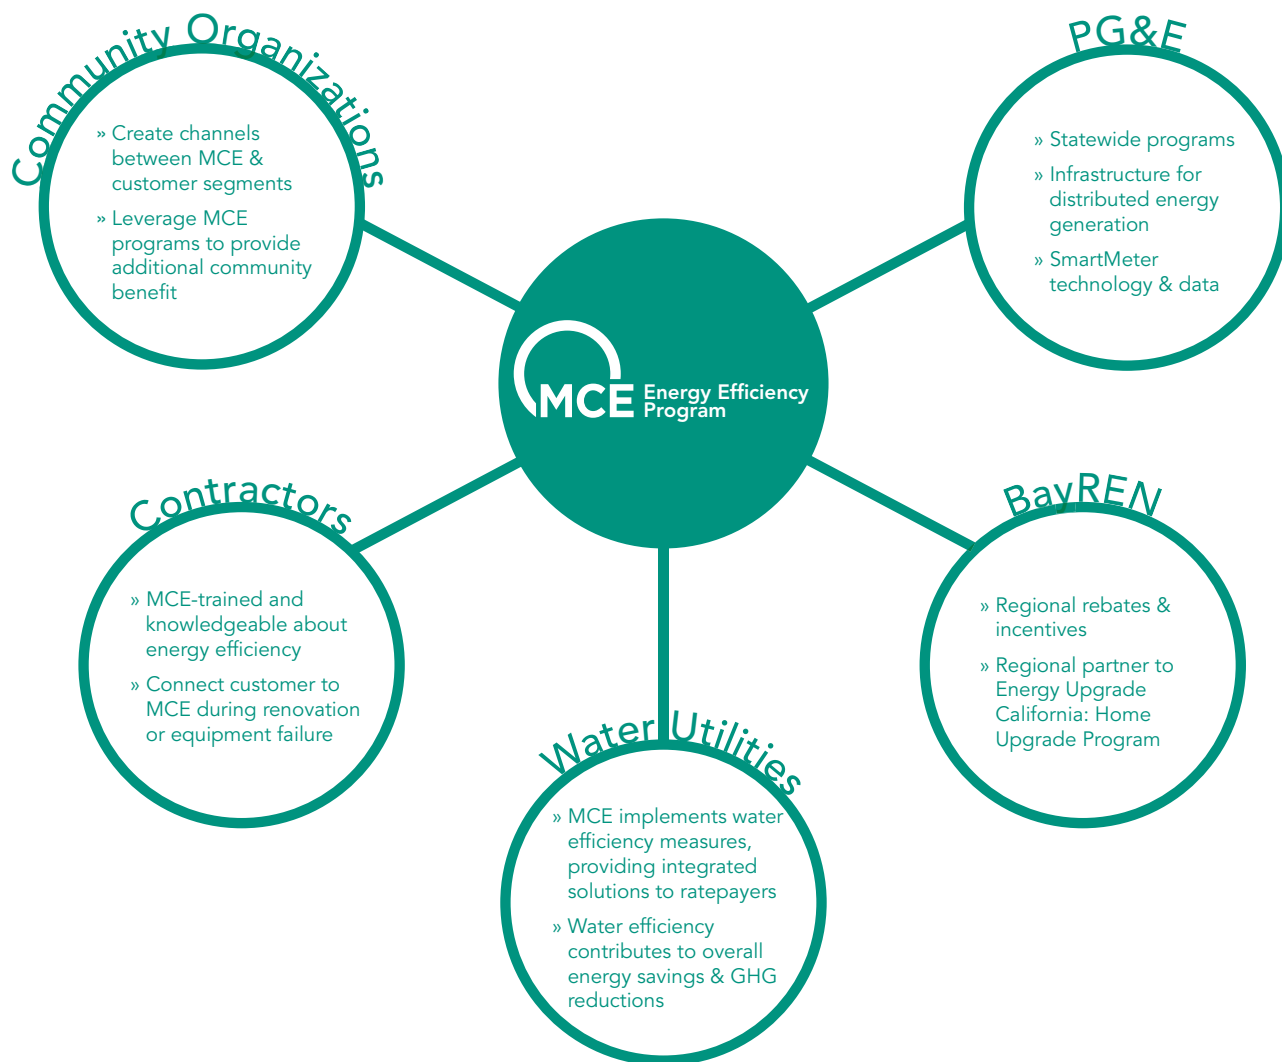 Community Organizations
» Create channels
between MCE &
customer segments
» Leverage MCE
programs to provide
additional community
benefit
PG&E
» Statewide programs
» Infrastructure for
distributed energy
generation
» SmartMeter
technology & data
MCE Energy Efficiency
Program
Contractors
» MCE-trained and
knowledgeable about
energy efficiency
» Connect customer to
MCE during renovation
or equipment failure
BayREN
» Regional rebates &
incentives
» Regional partner to
Energy Upgrade
California: Home
Upgrade Program
Water Utilities
» MCE implements water
efficiency measures,
providing integrated
solutions to ratepayers
» Water efficiency
contributes to overall
energy savings & GHG
reductions